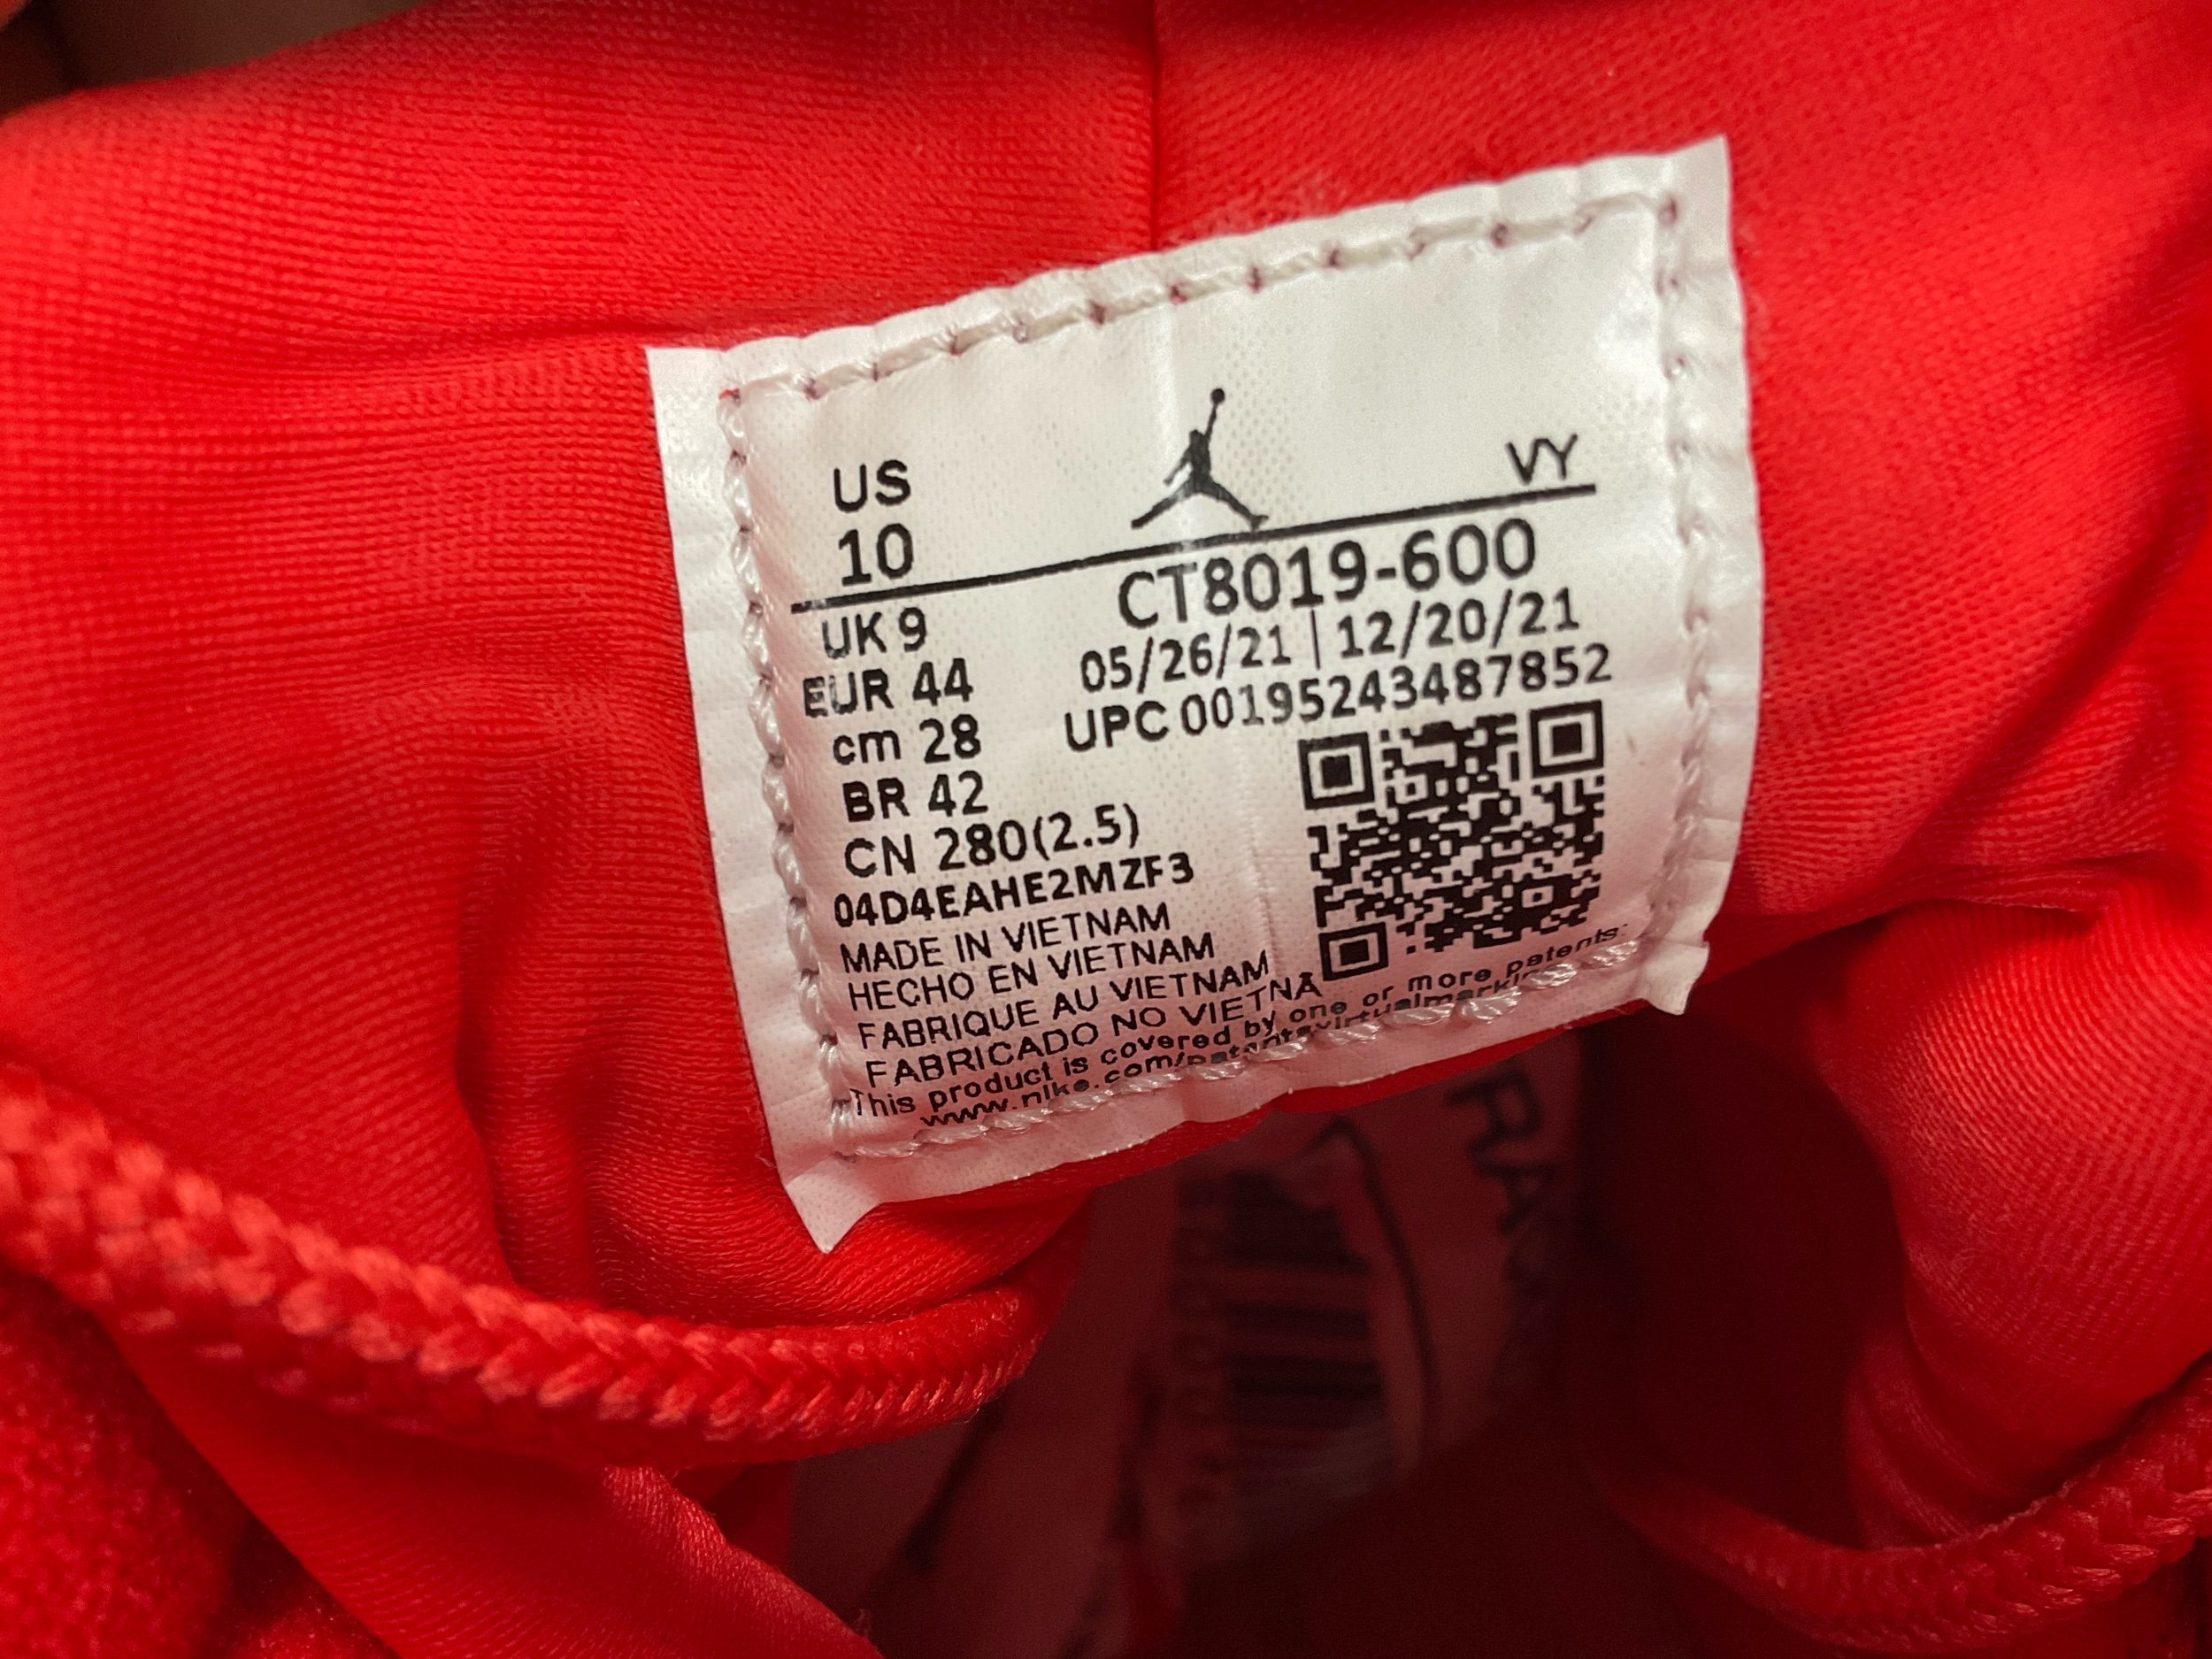 US
10
VY
CT8019-600
UK 9
05/26/21 | 12/20/21
EUR 44
UPC 00195243487852
cm 28
BR 42
CN 280(2.5)
04D4EAHE2MZF3
MADE IN VIETNAM
HECHO EN VIETNAM
FABRIQUE AU VIETNAM
FABRICADO NO VIETNÃ
This product is covered by one or more patents:
www.nike.com/patentsvirtualmarking